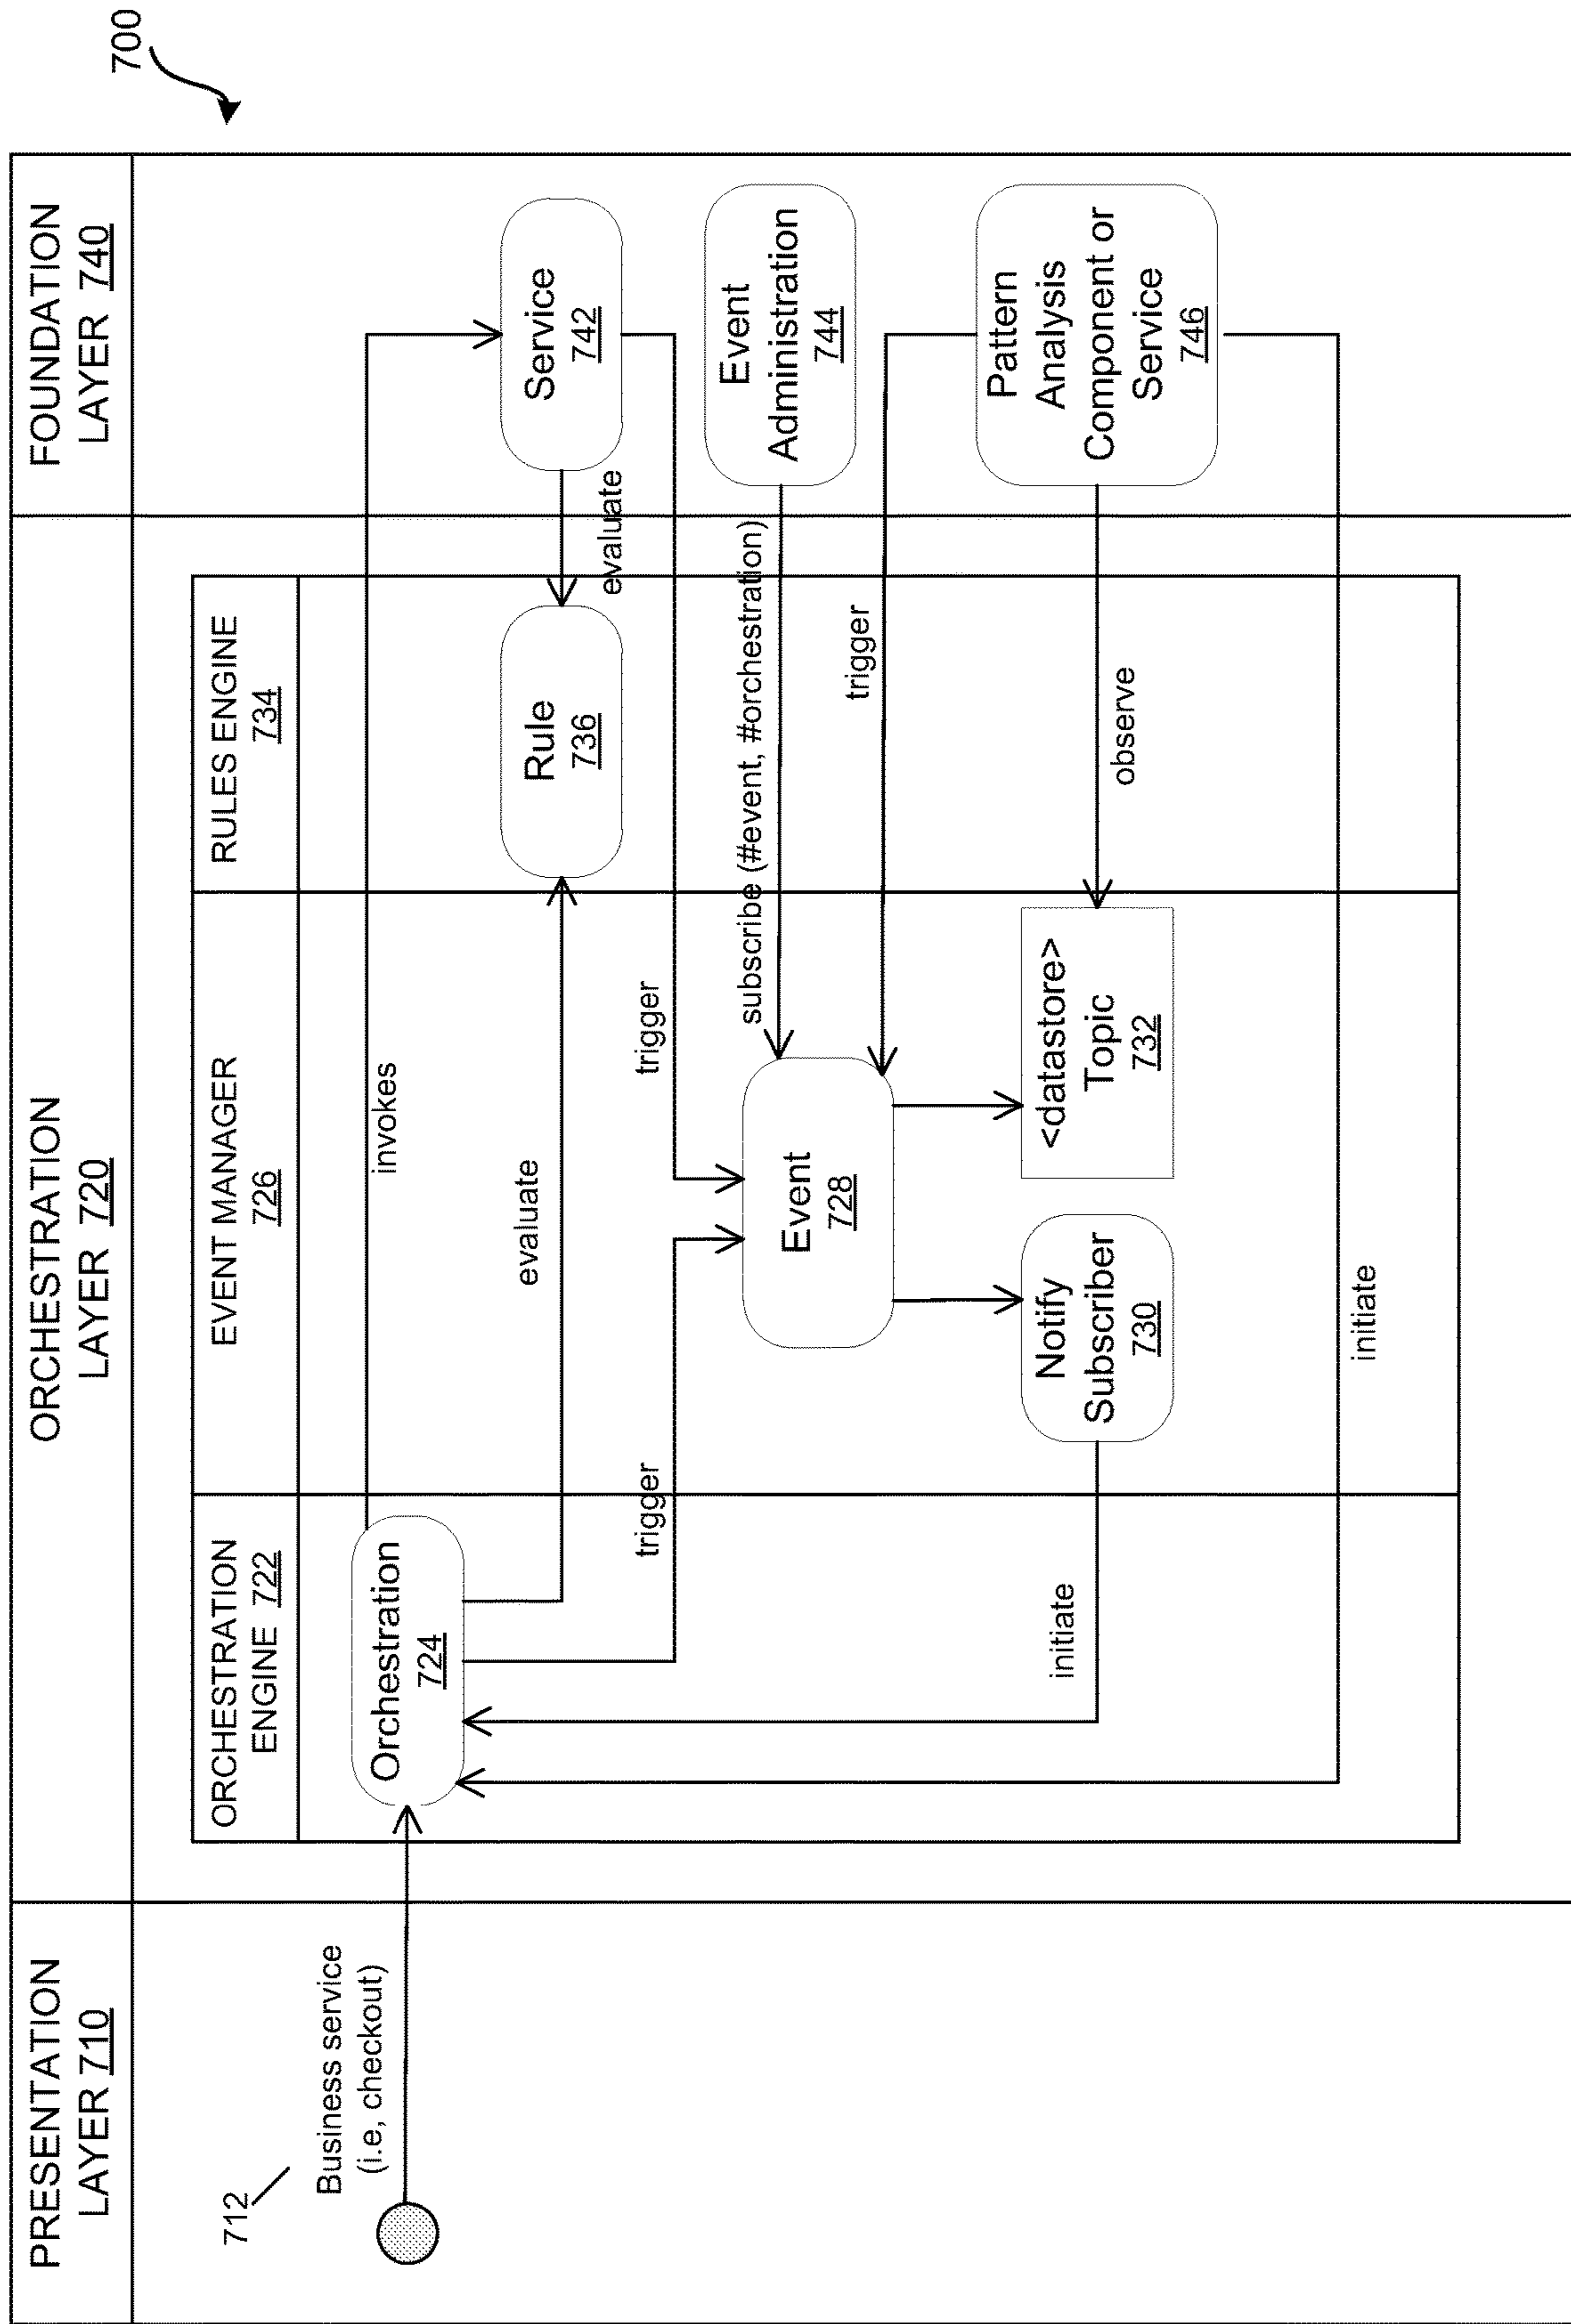 700
PRESENTATION
LAYER 710
ORCHESTRATION
LAYER 720
FOUNDATION
LAYER 740
ORCHESTRATION
ENGINE 722
EVENT MANAGER
726
RULES ENGINE
734
712
Business service
(i.e, checkout)
Orchestration
724
invokes
evaluate
trigger
trigger
initiate
Rule
736
evaluate
Service
742
Event
728
subscribe (#event, #orchestration)
Event
Administration
744
trigger
Notify
Subscriber
730
<datastore>
Topic
732
observe
Pattern
Analysis
Component or
Service
746
initiate